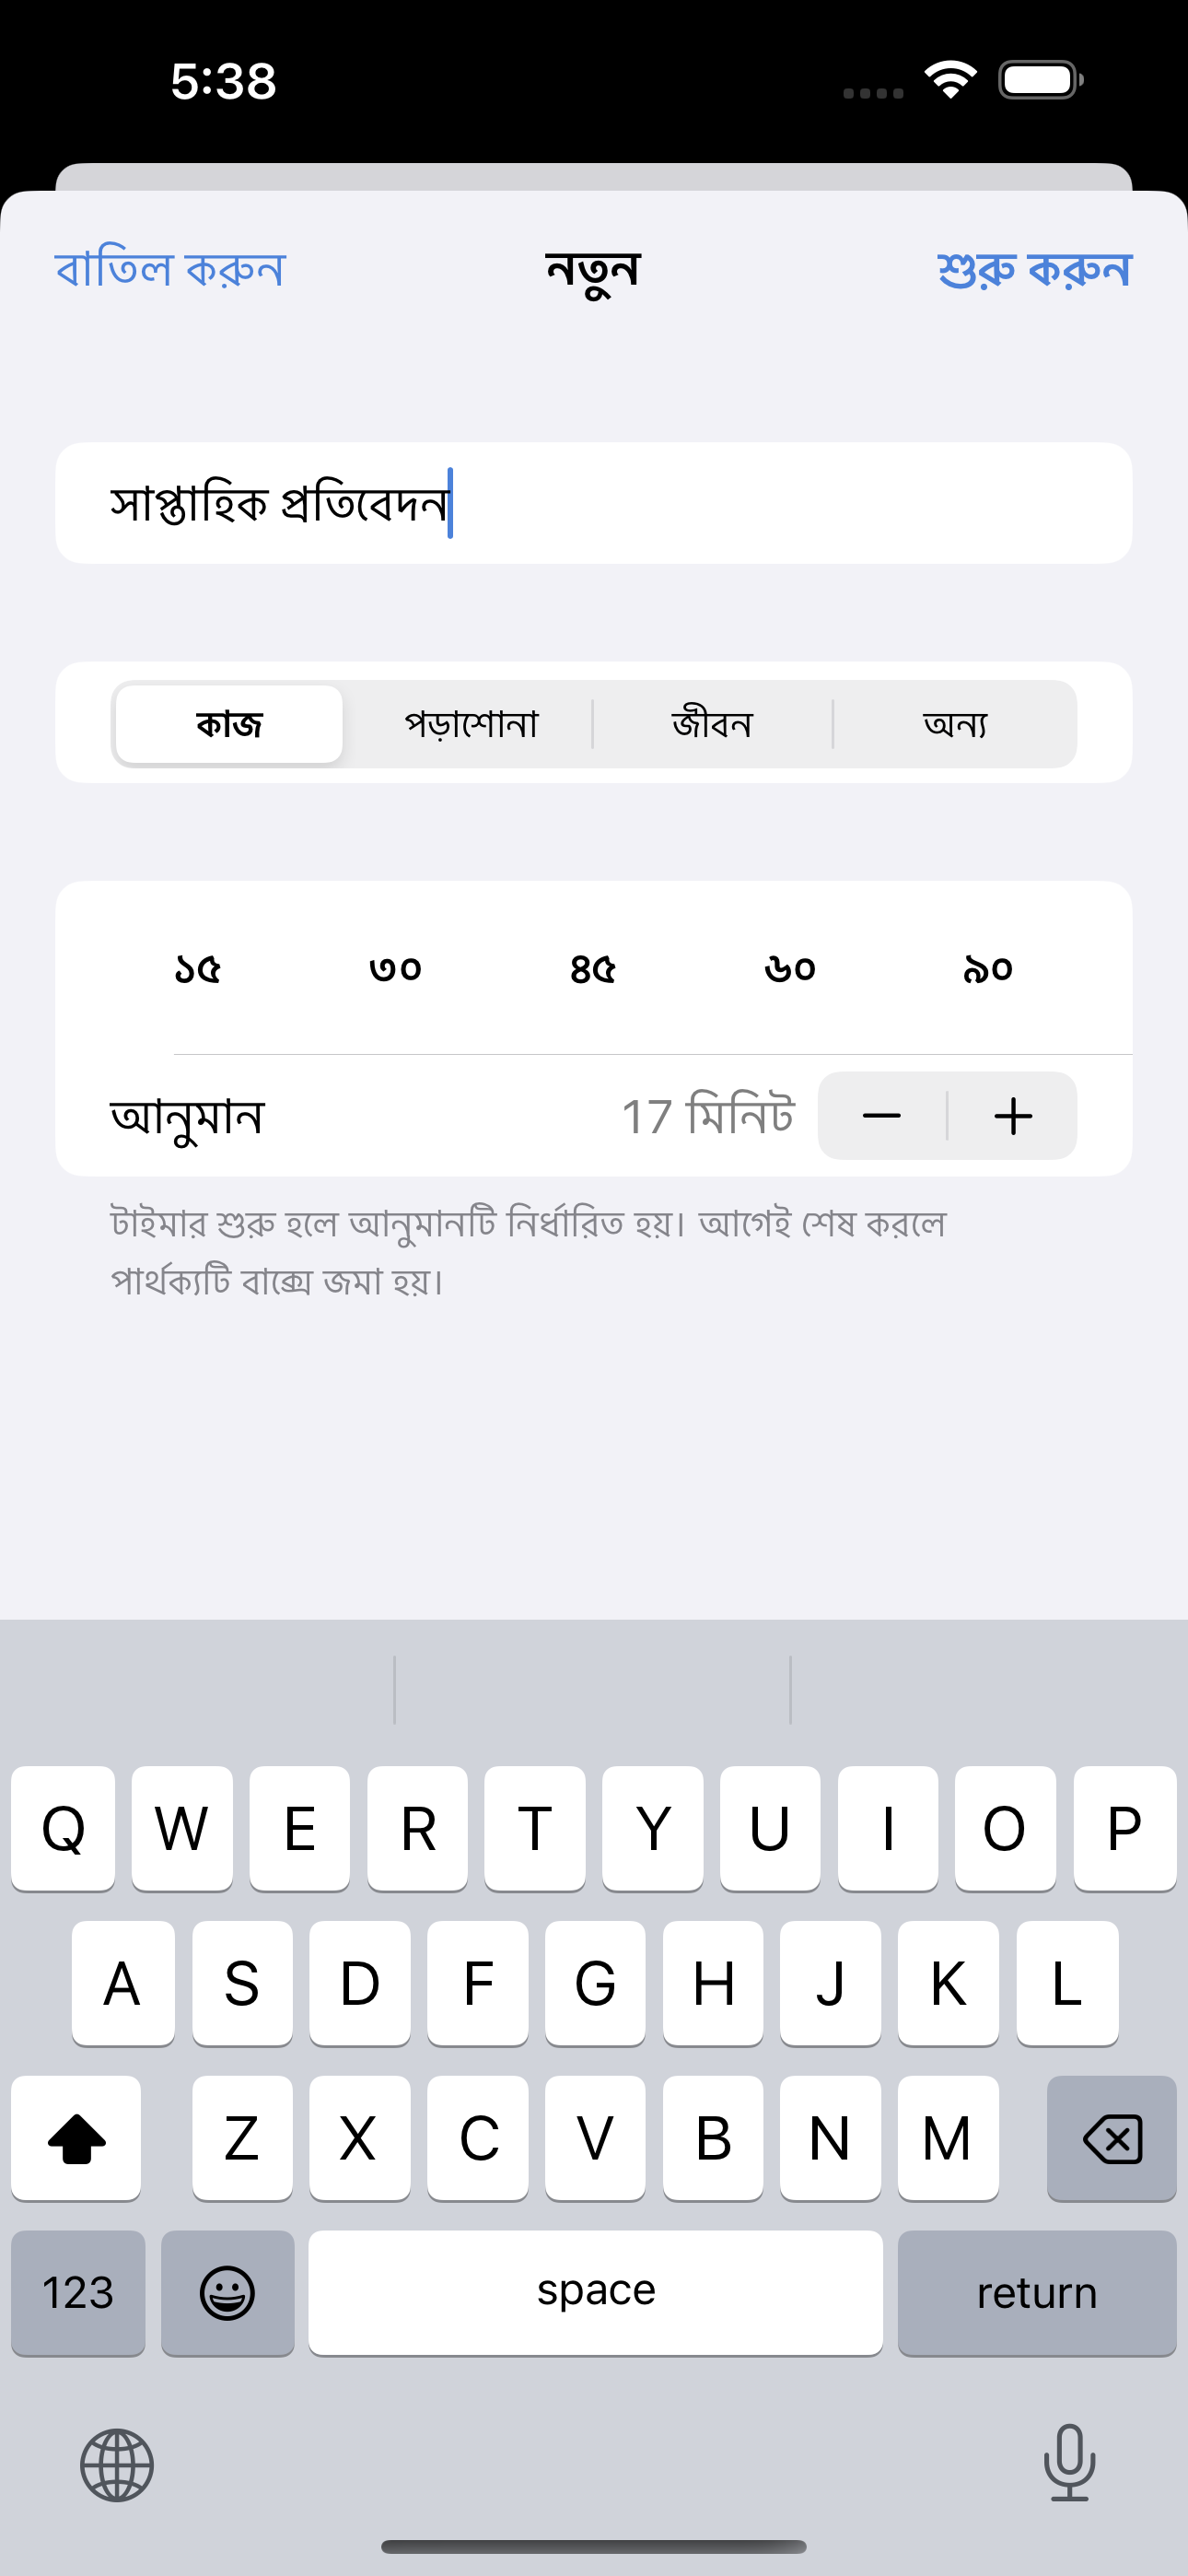 5:38
বাতিল করুন নতুন শুরু করুন
সাপ্তাহিক প্রতিবেদন
কাজ পড়াশোনা জীবন অন্য
১৫ ৩০ ৪৫ ৬০ ৯০
আনুমান 17 মিনিট
টাইমার শুরু হলে আনুমানটি নির্ধারিত হয়। আগেই শেষ করলে
পার্থক্যটি বাক্সে জমা হয়।
Q W E R T Y U I O P
A S D F G H J K L
Z X C V B N M
123 space return